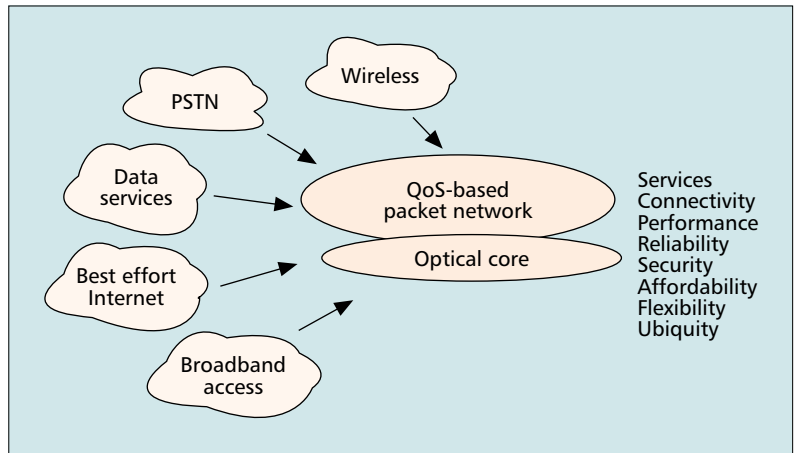 Wireless
PSTN
Data
services
Best effort
Internet
Broadband
access
QoS-based
packet network
Optical core
Services
Connectivity
Performance
Reliability
Security
Affordability
Flexibility
Ubiquity